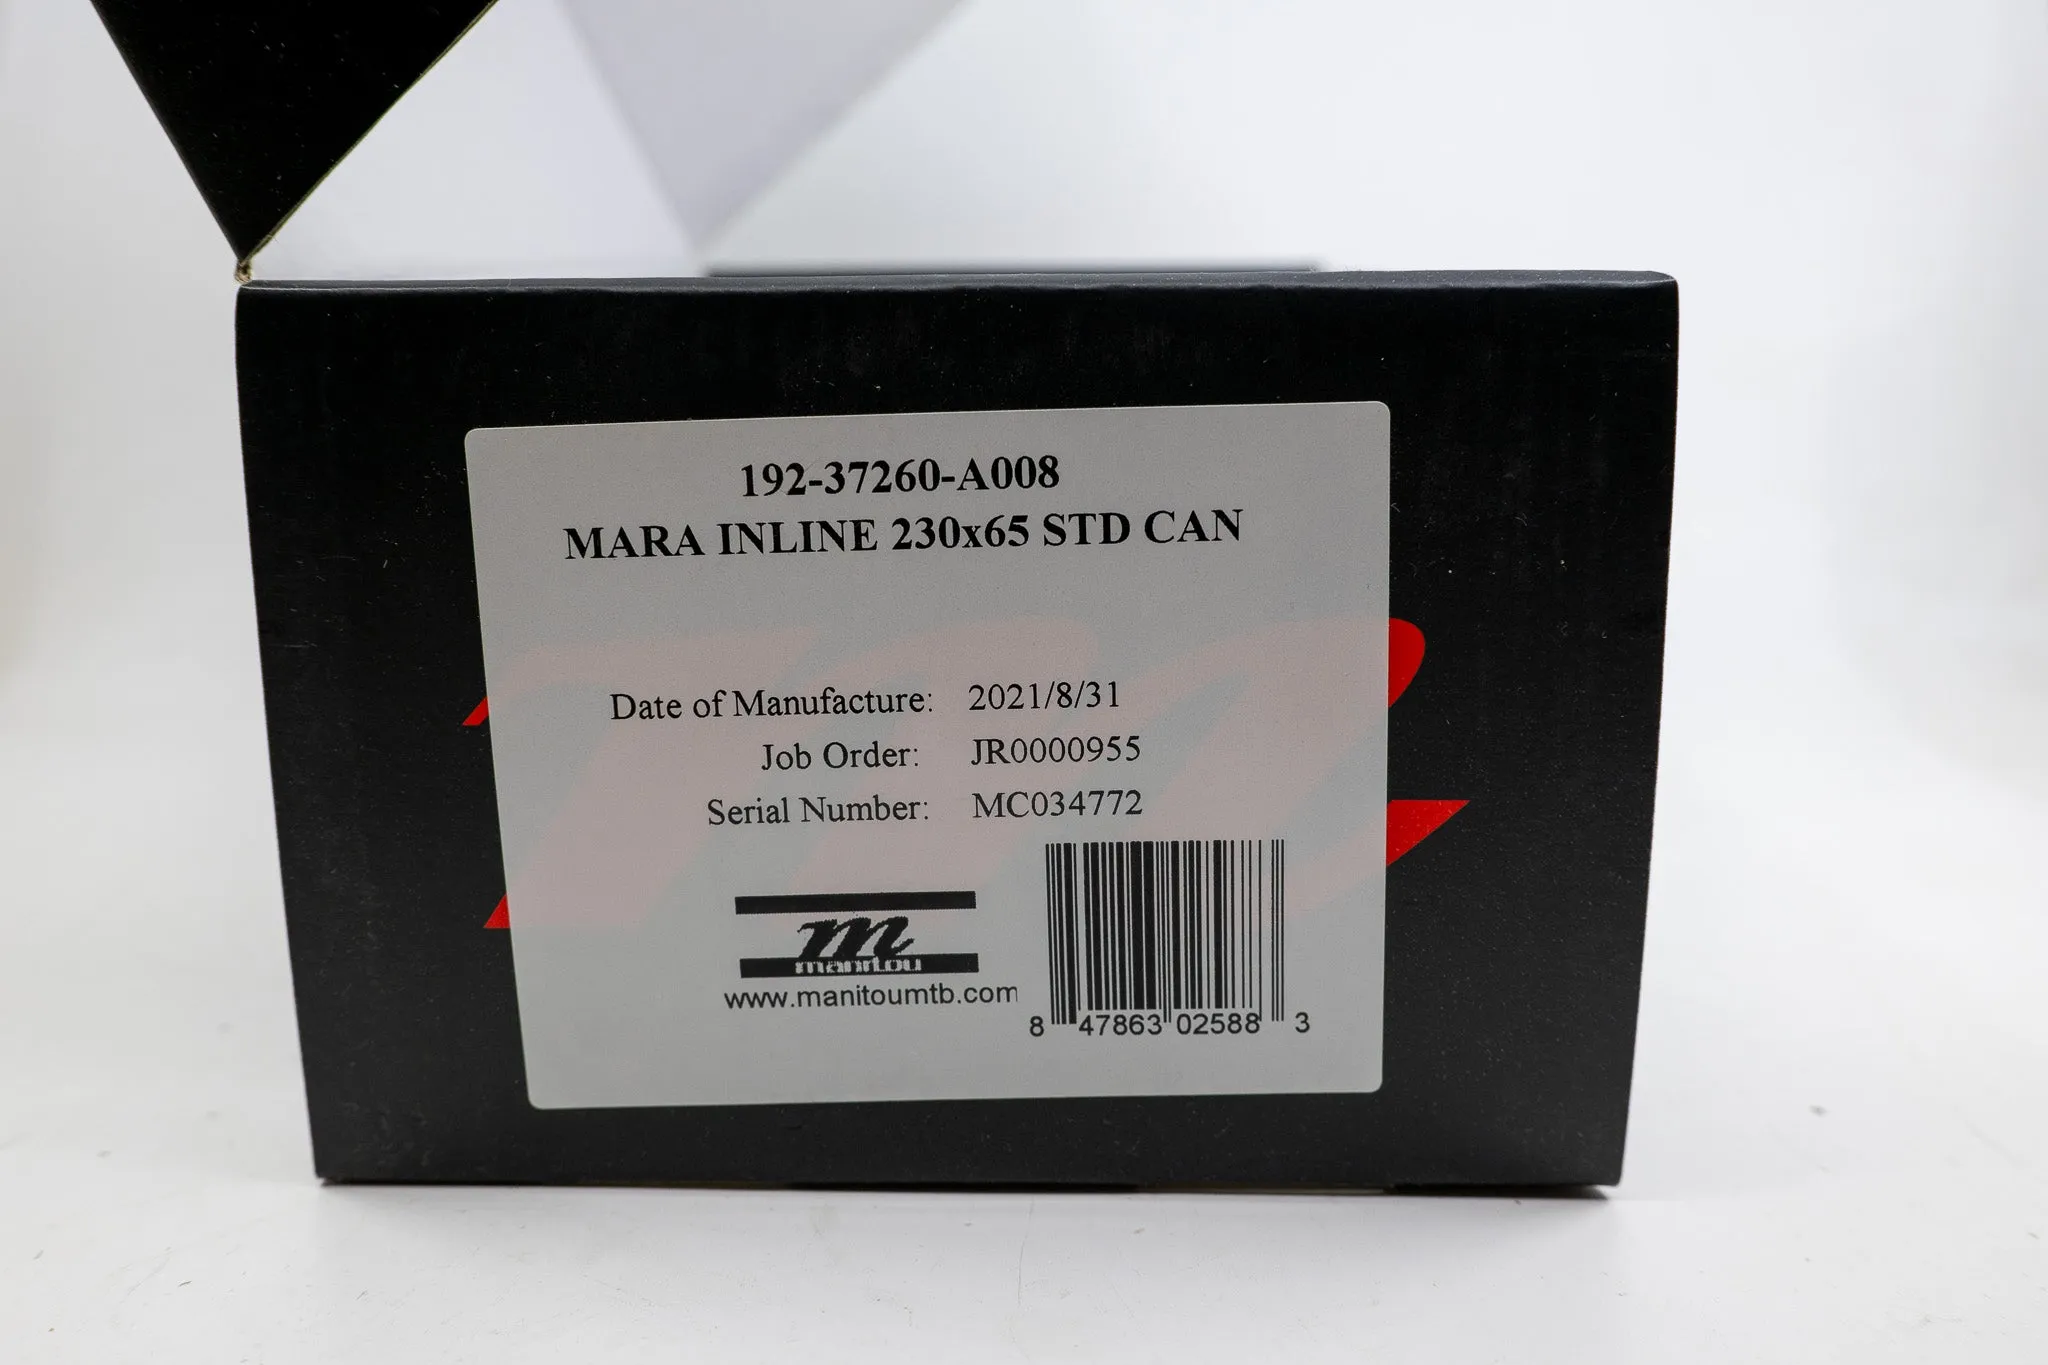 192-37260-A008
MARA INLINE 230x65 STD CAN
Date of Manufacture: 2021/8/31
Job Order: JR0000955
Serial Number: MC034772
m
manitou
www.manitoumtb.com
8 47863 02588 3